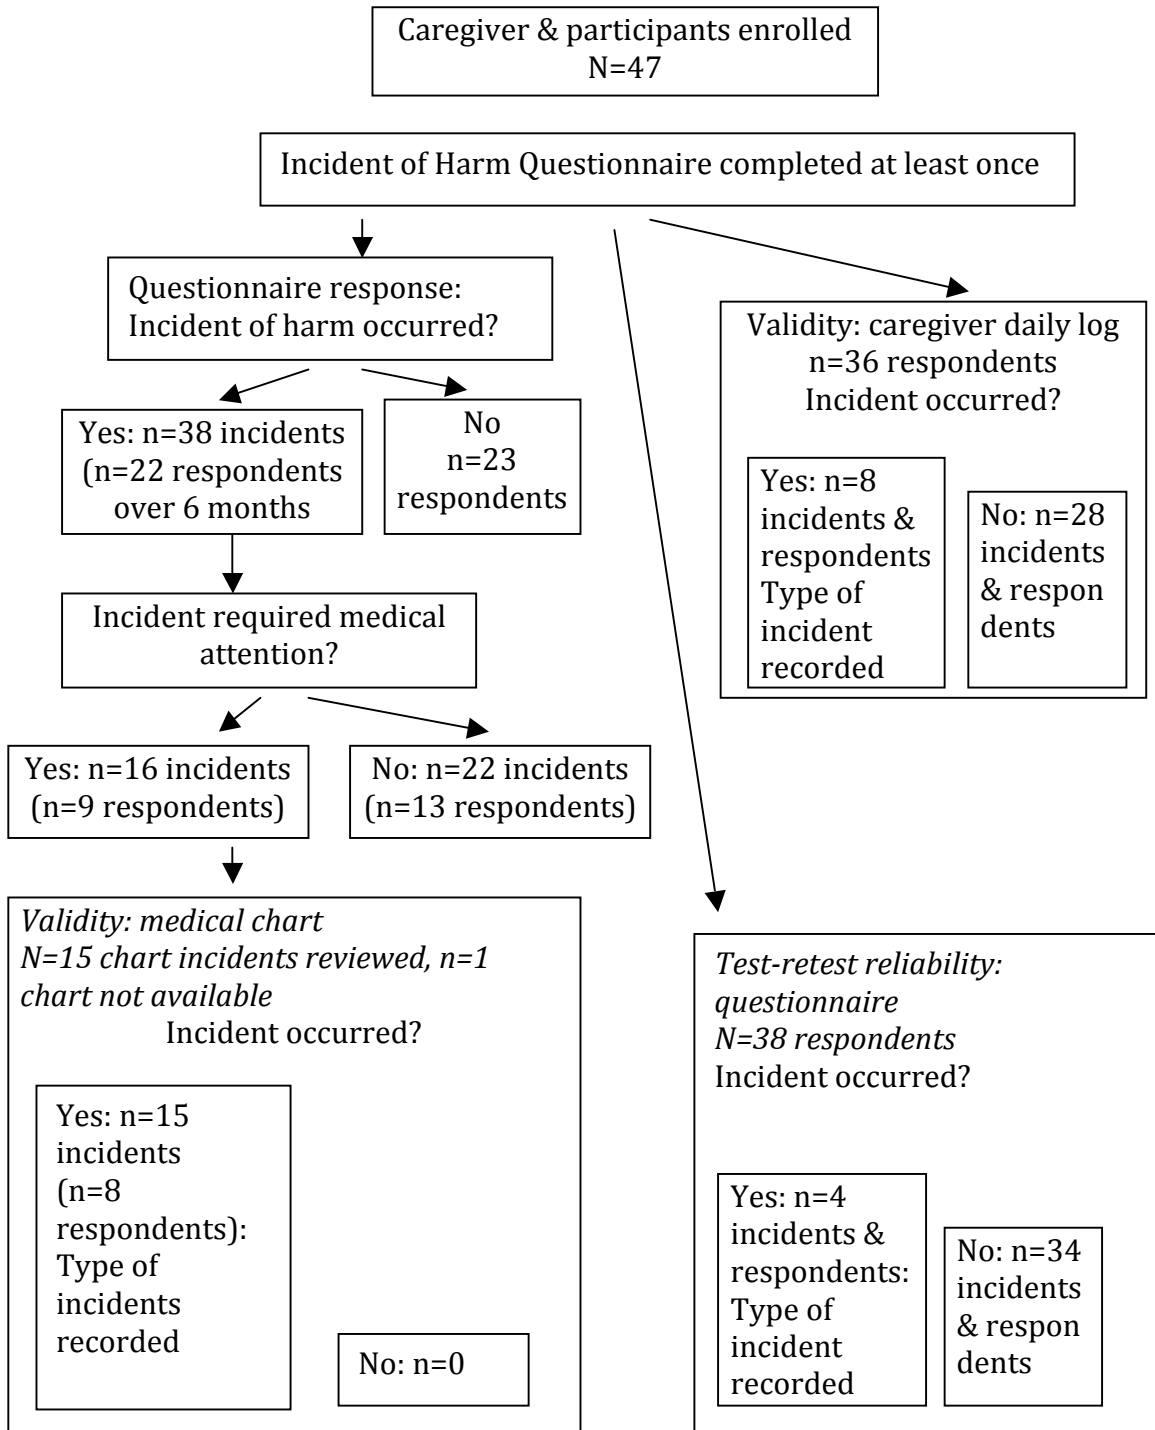 Caregiver & participants enrolled
N=47
Incident of Harm Questionnaire completed at least once
Questionnaire response:
Incident of harm occurred?
Yes: n=38 incidents
(n=22 respondents
over 6 months
No
n=23
respondents
Incident required medical
attention?
Yes: n=16 incidents
(n=9 respondents)
No: n=22 incidents
(n=13 respondents)
Validity: medical chart
N=15 chart incidents reviewed, n=1
chart not available
Incident occurred?
Yes: n=15
incidents
(n=8
respondents):
Type of
incidents
recorded
No: n=0
Validity: caregiver daily log
n=36 respondents
Incident occurred?
Yes: n=8
incidents &
respondents
Type of
incident
recorded
No: n=28
incidents
& respon
dents
Test-retest reliability:
questionnaire
N=38 respondents
Incident occurred?
Yes: n=4
incidents &
respondents:
Type of
incident
recorded
No: n=34
incidents
& respon
dents